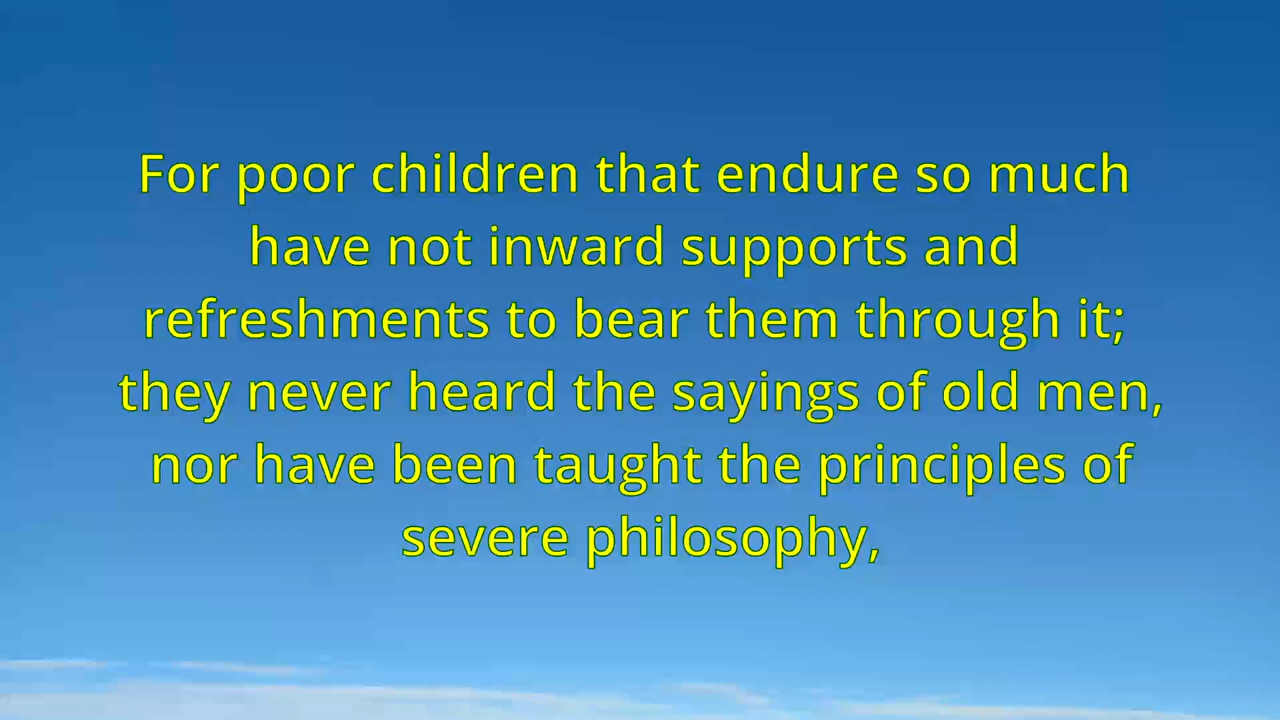 For poor children that endure so much
have not inward supports and
refreshments to bear them through it;
they never heard the sayings of old men,
nor have been taught the principles of
severe philosophy,